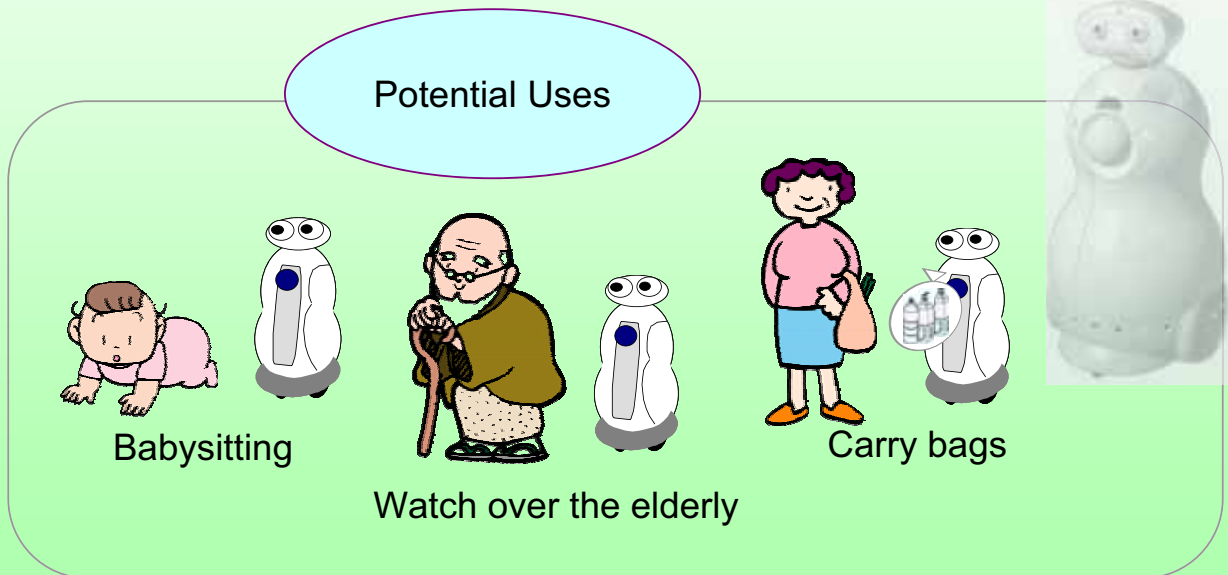 Potential Uses
Babysitting
Watch over the elderly
Carry bags